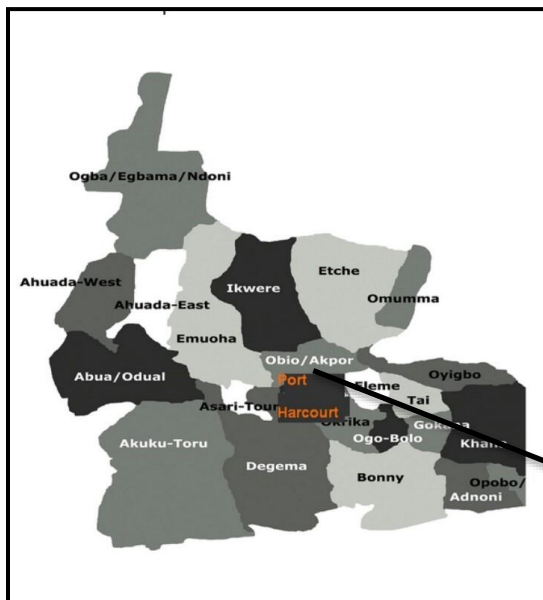 Ogba/Egbama/Ndoni
Etche
Ahuada-West
Ikwere
Omumma
Ahuada-East
Emuoha
Obio/Akpor
Abua/Odual
Port
Eleme
Oyigbo
Tai
Asari-Tour
Harcourt
Okrika
Gokana
Akuku-Toru
Ogo-Bolo
Khana
Degema
Bonny
Opobo/
Adnoni